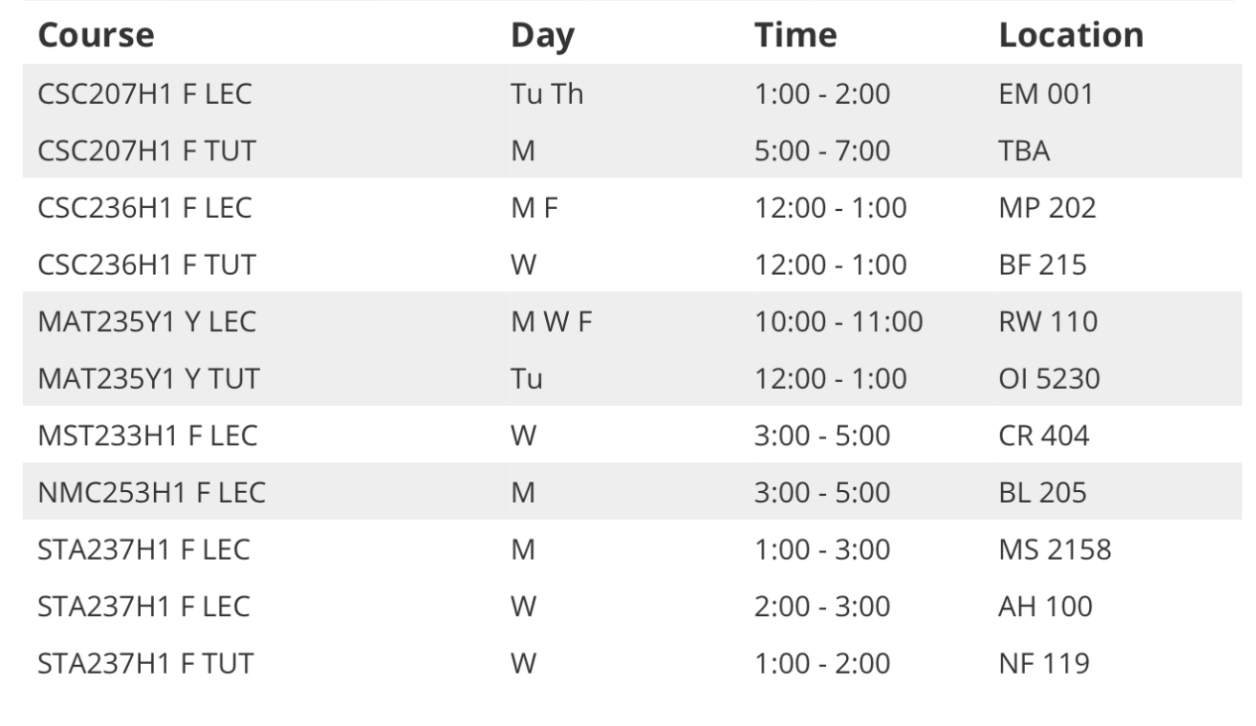 Course Day Time Location
CSC207H1 F LEC Tu Th 1:00 - 2:00 EM 001
CSC207H1 F TUT M 5:00 - 7:00 TBA
CSC236H1 F LEC M F 12:00 - 1:00 MP 202
CSC236H1 F TUT W 12:00 - 1:00 BF 215
MAT235Y1 Y LEC M W F 10:00 - 11:00 RW 110
MAT235Y1 Y TUT Tu 12:00 - 1:00 OI 5230
MST233H1 F LEC W 3:00 - 5:00 CR 404
NMC253H1 F LEC M 3:00 - 5:00 BL 205
STA237H1 F LEC M 1:00 - 3:00 MS 2158
STA237H1 F LEC W 2:00 - 3:00 AH 100
STA237H1 F TUT W 1:00 - 2:00 NF 119